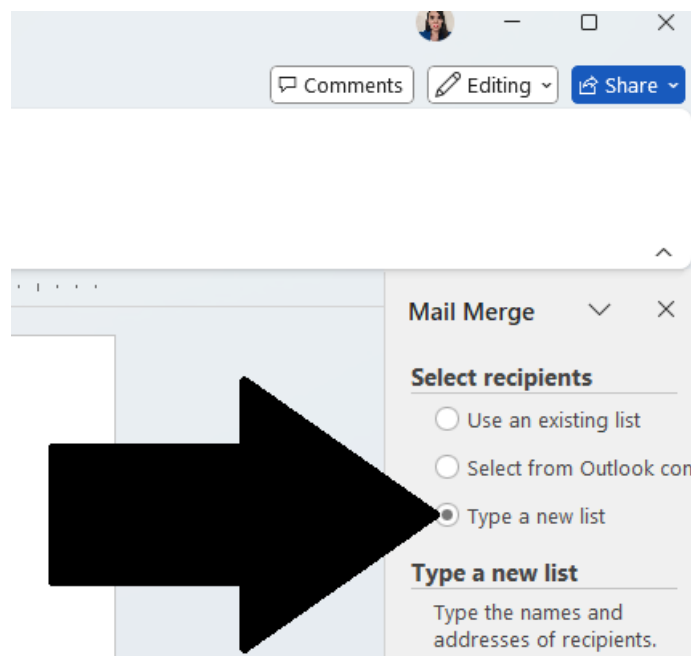 Comments Editing Share
Mail Merge
Select recipients
Use an existing list
Select from Outlook con
Type a new list
Type a new list
Type the names and
addresses of recipients.